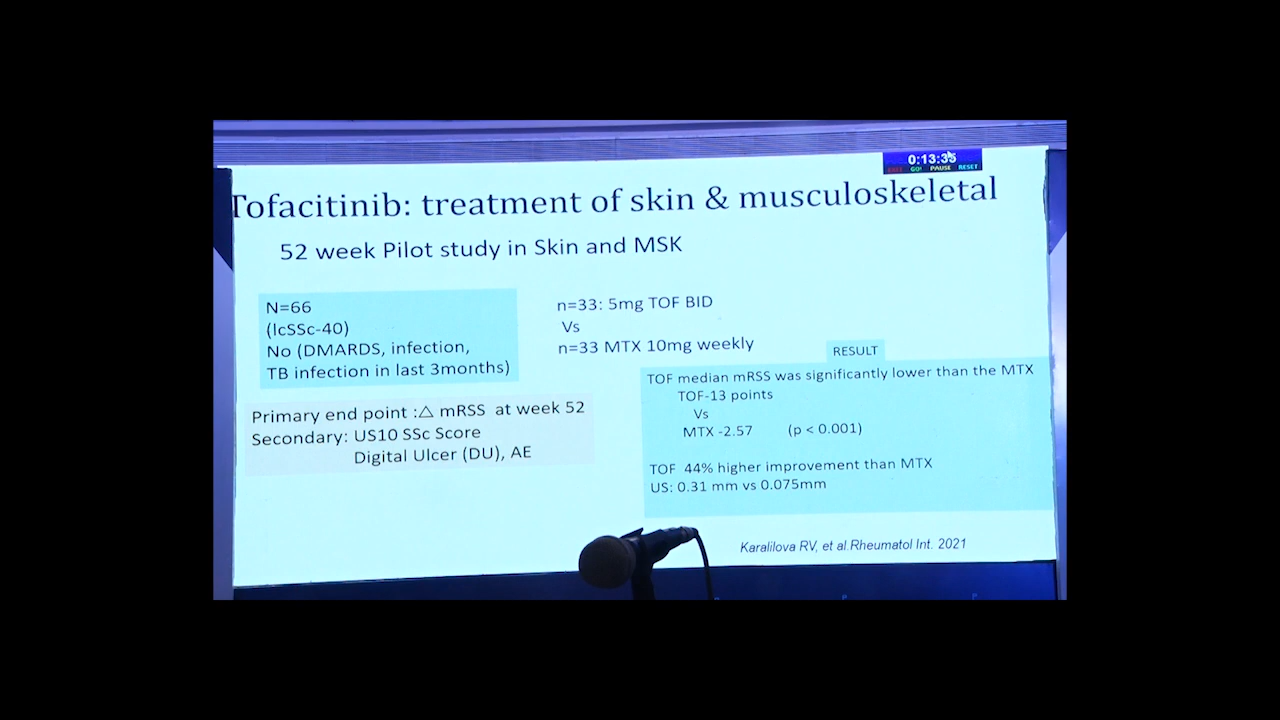 0:13:35
EXIT GO! PAUSE RESET
Tofacitinib: treatment of skin & musculoskeletal
52 week Pilot study in Skin and MSK
N=66
(lcSSc-40)
No (DMARDS, infection,
TB infection in last 3months)
n=33: 5mg TOF BID
Vs
n=33 MTX 10mg weekly
Primary end point :△ mRSS at week 52
Secondary: US10 SSc Score
Digital Ulcer (DU), AE
RESULT
TOF median mRSS was significantly lower than the MTX
TOF-13 points
Vs
MTX -2.57 (p < 0.001)
TOF 44% higher improvement than MTX
US: 0.31 mm vs 0.075mm
Karalilova RV, et al.Rheumatol Int. 2021